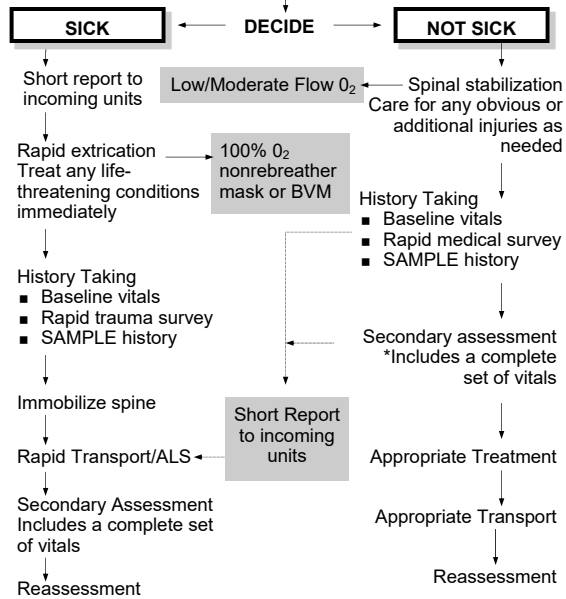 SICK
DECIDE
NOT SICK
Short report to
incoming units
Low/Moderate Flow 0₂
Spinal stabilization
Care for any obvious or
additional injuries as
needed
Rapid extrication
Treat any life-
threatening conditions
immediately
100% 0₂
nonrebreather
mask or BVM
History Taking
■ Baseline vitals
■ Rapid medical survey
■ SAMPLE history
History Taking
■ Baseline vitals
■ Rapid trauma survey
■ SAMPLE history
Secondary assessment
*Includes a complete
set of vitals
Immobilize spine
Short Report
to incoming
units
Rapid Transport/ALS
Appropriate Treatment
Secondary Assessment
Includes a complete set
of vitals
Appropriate Transport
Reassessment
Reassessment